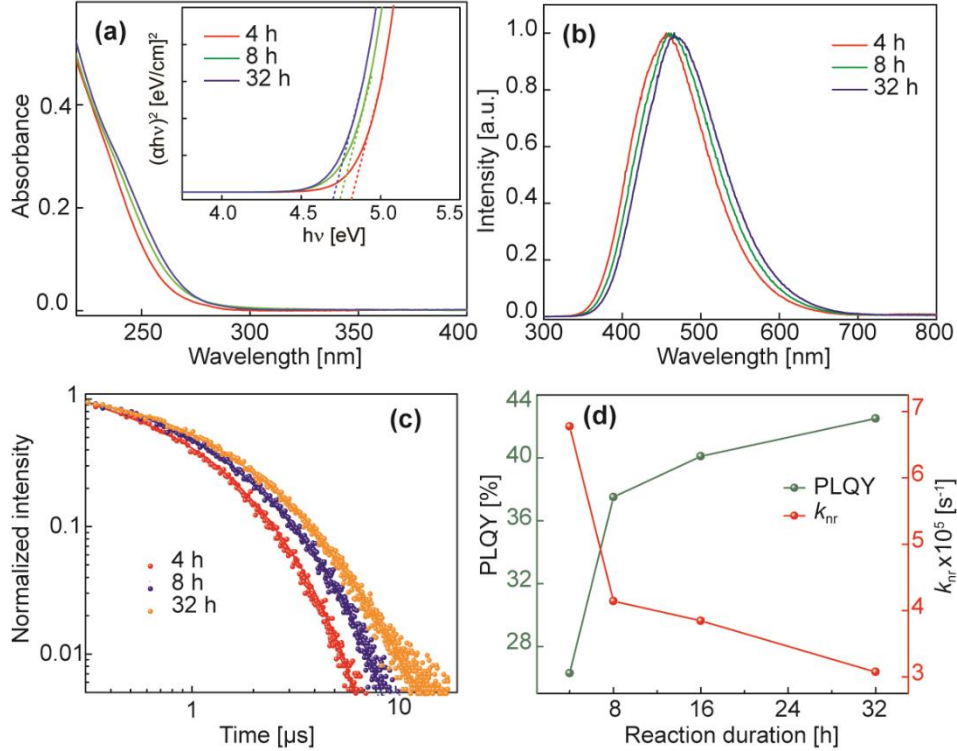 (a)
4 h
8 h
32 h
(αhν)² [eV/cm]²
4.0
4.5
5.0
5.5
hν [eV]
Absorbance
0.4
0.2
0.0
250
300
350
400
Wavelength [nm]
(b)
4 h
8 h
32 h
Intensity [a.u.]
1.0
0.8
0.6
0.4
0.2
0.0
300
400
500
600
700
800
Wavelength [nm]
(c)
Normalized intensity
1
0.1
0.01
4 h
8 h
32 h
1
10
Time [µs]
(d)
PLQY [%]
44
40
36
32
28
PLQY
knr
7
6
5
4
3
knr x10⁵ [s⁻¹]
8
16
24
32
Reaction duration [h]